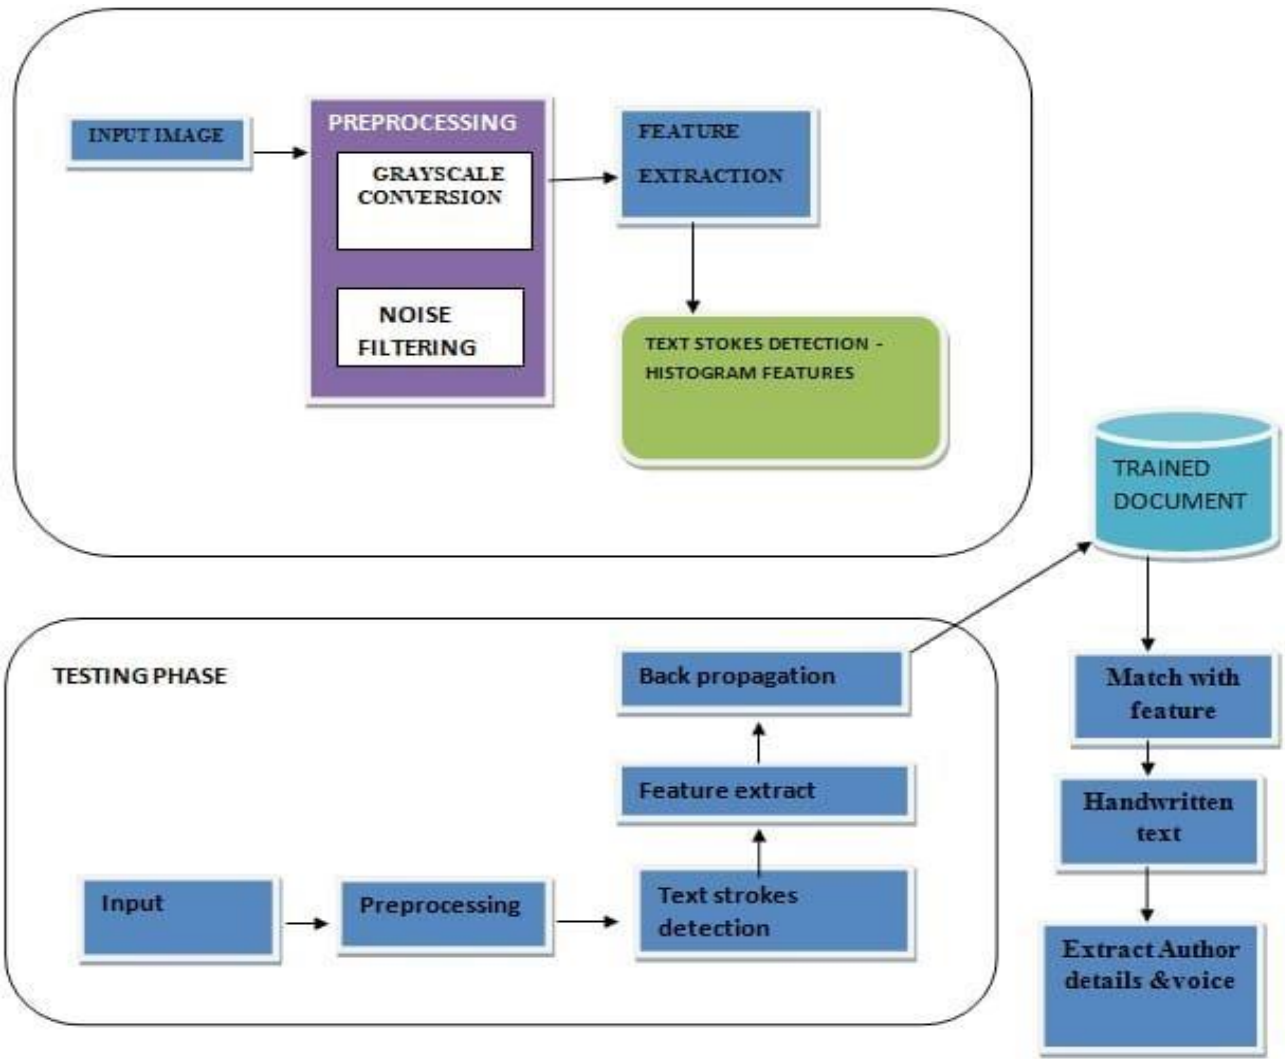 INPUT IMAGE
PREPROCESSING
GRAYSCALE
CONVERSION
NOISE
FILTERING
FEATURE
EXTRACTION
TEXT STOKES DETECTION -
HISTOGRAM FEATURES
TRAINED
DOCUMENT
TESTING PHASE
Input
Preprocessing
Text strokes
detection
Feature extract
Back propagation
Match with
feature
Handwritten
text
Extract Author
details &voice